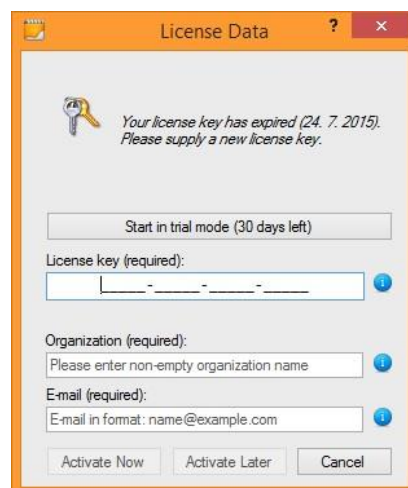 License Data
?
×
Your license key has expired (24. 7. 2015).
Please supply a new license key.
Start in trial mode (30 days left)
License key (required):
_____-_____-_____-_____
Organization (required):
Please enter non-empty organization name
E-mail (required):
E-mail in format: name@example.com
Activate Now
Activate Later
Cancel